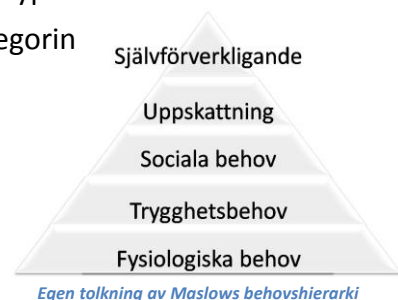 egorin
Självförverkligande
Uppskattning
Sociala behov
Trygghetsbehov
Fysiologiska behov
Egen tolkning av Maslows behovshierarki